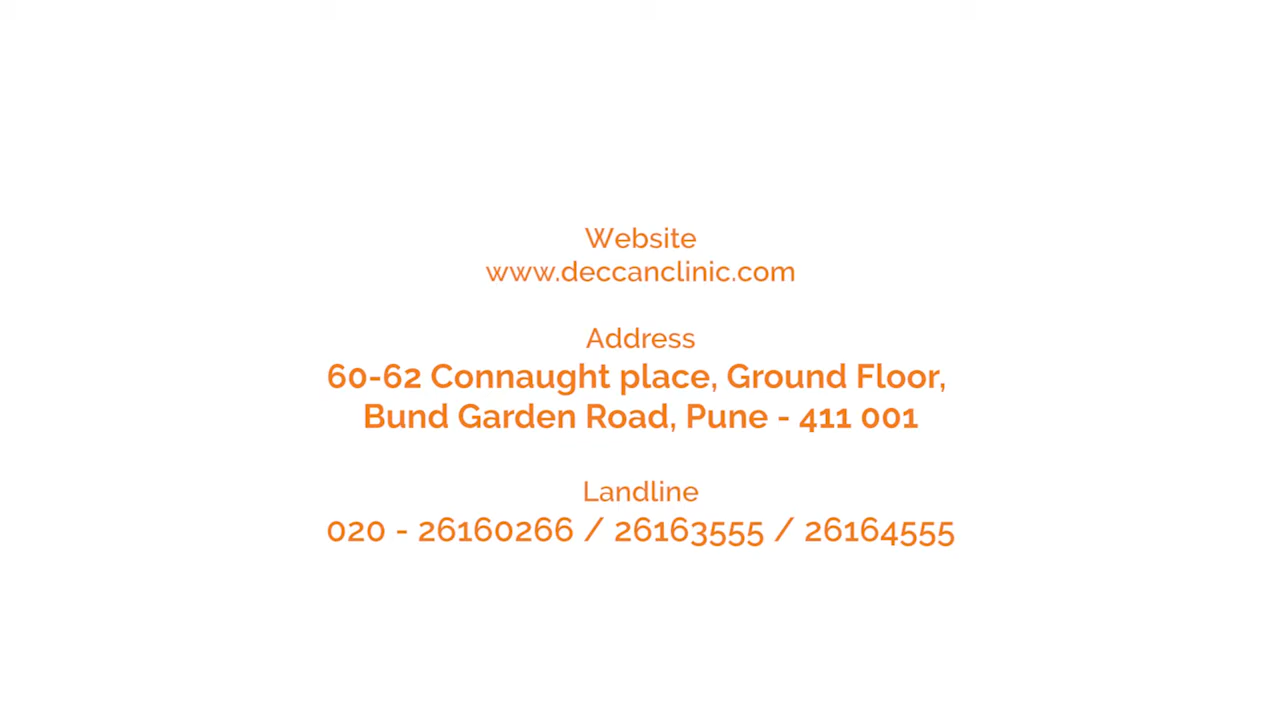 Website
www.deccanclinic.com
Address
60-62 Connaught place, Ground Floor,
Bund Garden Road, Pune - 411 001
Landline
020 - 26160266 / 26163555 / 26164555